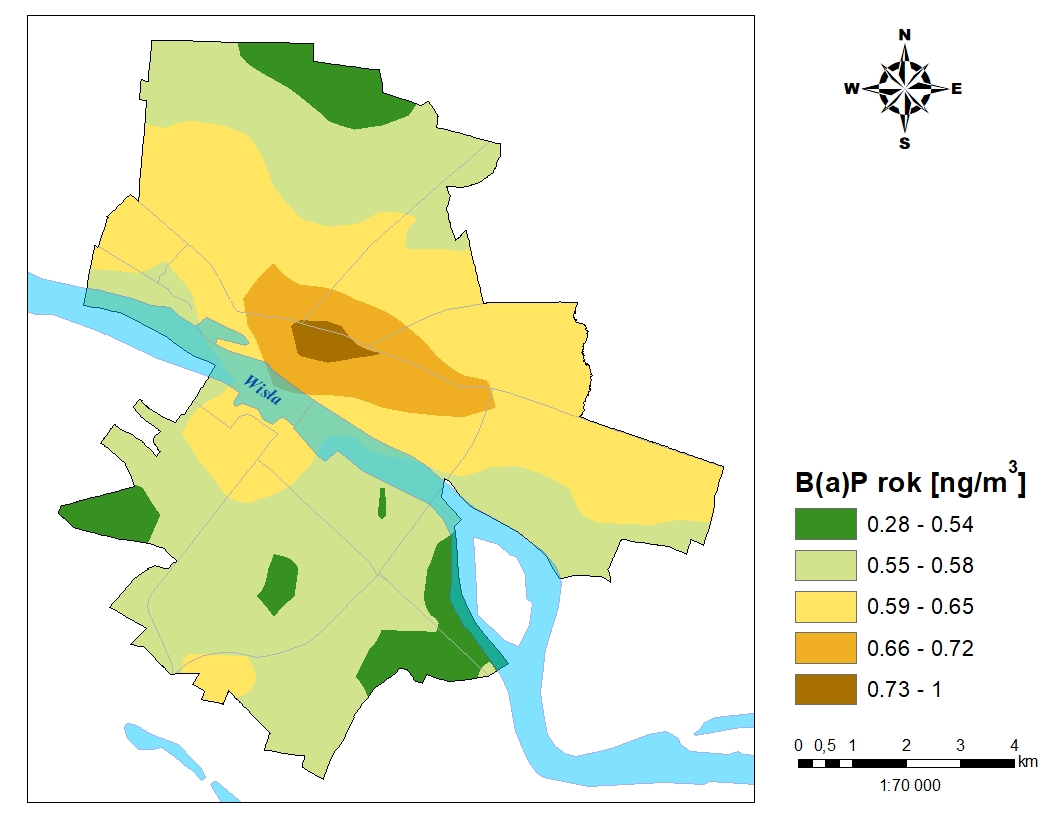 N
W E
S
Wisła
B(a)P rok [ng/m³]
0.28 - 0.54
0.55 - 0.58
0.59 - 0.65
0.66 - 0.72
0.73 - 1
0 0,5 1 2 3 4
km
1:70 000